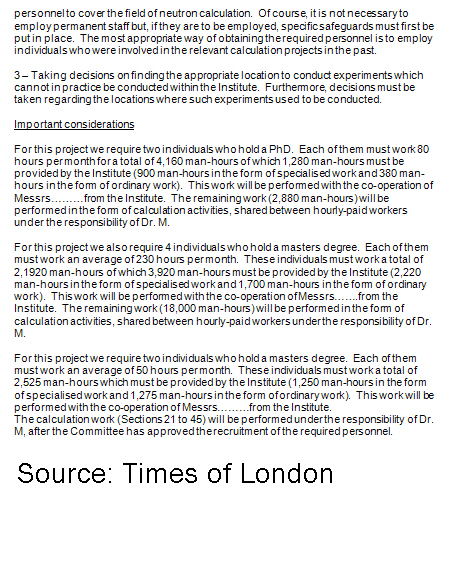 personnel to cover the field of neutron calculation. Of course, it is not necessary to
employ permanent staff but, if they are to be employed, specific safeguards must first be
put in place. The most appropriate way of obtaining the required personnel is to employ
individuals who were involved in the relevant calculation projects in the past.
3 – Taking decisions on finding the appropriate location to conduct experiments which
cannot in practice be conducted within the Institute. Furthermore, decisions must be
taken regarding the locations where such experiments used to be conducted.
Important considerations
For this project we require two individuals who hold a PhD. Each of them must work 80
hours per month for a total of 4,160 man-hours of which 1,280 man-hours must be
provided by the Institute (900 man-hours in the form of specialised work and 380 man-
hours in the form of ordinary work). This work will be performed with the co-operation of
Messrs.........from the Institute. The remaining work (2,880 man-hours) will be
performed in the form of calculation activities, shared between hourly-paid workers
under the responsibility of Dr. M.
For this project we also require 4 individuals who hold a masters degree. Each of them
must work an average of 230 hours per month. These individuals must work a total of
2,1920 man-hours of which 3,920 man-hours must be provided by the Institute (2,220
man-hours in the form of specialised work and 1,700 man-hours in the form of ordinary
work). This work will be performed with the co-operation of Messrs.......from the
Institute. The remaining work (18,000 man-hours) will be performed in the form of
calculation activities, shared between hourly-paid workers under the responsibility of Dr.
M.
For this project we require two individuals who hold a masters degree. Each of them
must work an average of 50 hours per month. These individuals must work a total of
2,525 man-hours which must be provided by the Institute (1,250 man-hours in the form
of specialised work and 1,275 man-hours in the form of ordinary work). This work will be
performed with the co-operation of Messrs.........from the Institute.
The calculation work (Sections 21 to 45) will be performed under the responsibility of Dr.
M, after the Committee has approved the recruitment of the required personnel.
Source: Times of London